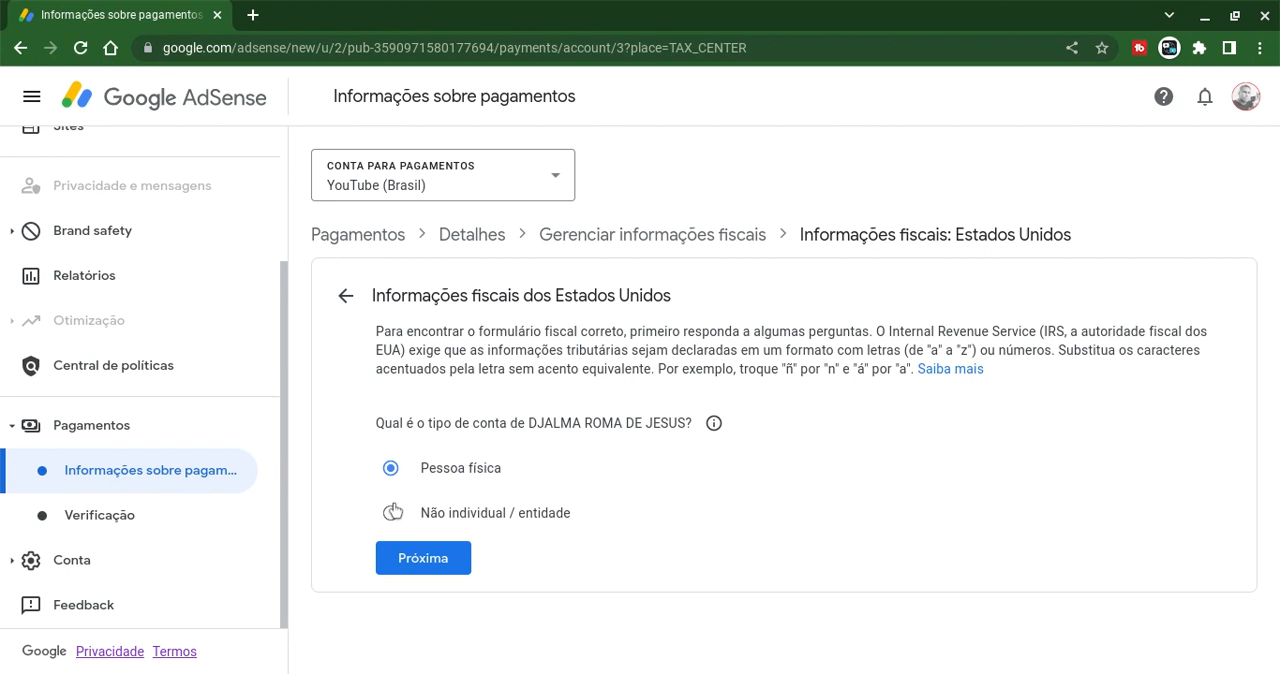 Informações sobre pagamentos
google.com/adsense/new/u/2/pub-3590971580177694/payments/account/3?place=TAX_CENTER
Google AdSense
Informações sobre pagamentos
Sites
Privacidade e mensagens
Brand safety
Relatórios
Otimização
Central de políticas
Pagamentos
Informações sobre pagam...
Verificação
Conta
Feedback
Google Privacidade Termos
CONTA PARA PAGAMENTOS
YouTube (Brasil)
Pagamentos > Detalhes > Gerenciar informações fiscais > Informações fiscais: Estados Unidos
Informações fiscais dos Estados Unidos
Para encontrar o formulário fiscal correto, primeiro responda a algumas perguntas. O Internal Revenue Service (IRS, a autoridade fiscal dos
EUA) exige que as informações tributárias sejam declaradas em um formato com letras (de "a" a "z") ou números. Substitua os caracteres
acentuados pela letra sem acento equivalente. Por exemplo, troque "ñ" por "n" e "á" por "a". Saiba mais
Qual é o tipo de conta de DJALMA ROMA DE JESUS?
Pessoa física
Não individual / entidade
Próxima